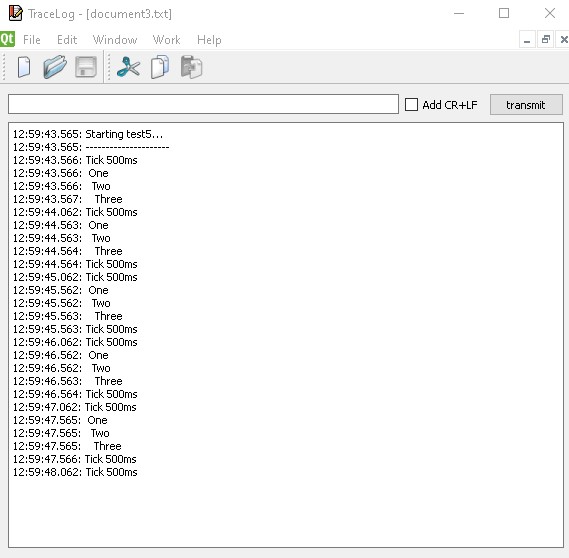 TraceLog - [document3.txt]
Qt File Edit Window Work Help
Add CR+LF transmit
12:59:43.565: Starting test5...
12:59:43.565: ---------------------
12:59:43.566: Tick 500ms
12:59:43.566:  One
12:59:43.566:   Two
12:59:43.567:    Three
12:59:44.062: Tick 500ms
12:59:44.563:  One
12:59:44.563:   Two
12:59:44.564:    Three
12:59:44.564: Tick 500ms
12:59:45.062: Tick 500ms
12:59:45.562:  One
12:59:45.562:   Two
12:59:45.563:    Three
12:59:45.563: Tick 500ms
12:59:46.062: Tick 500ms
12:59:46.562:  One
12:59:46.562:   Two
12:59:46.563:    Three
12:59:46.564: Tick 500ms
12:59:47.062: Tick 500ms
12:59:47.565:  One
12:59:47.565:   Two
12:59:47.565:    Three
12:59:47.566: Tick 500ms
12:59:48.062: Tick 500ms